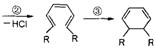 ② ③
−HCl
R R R R